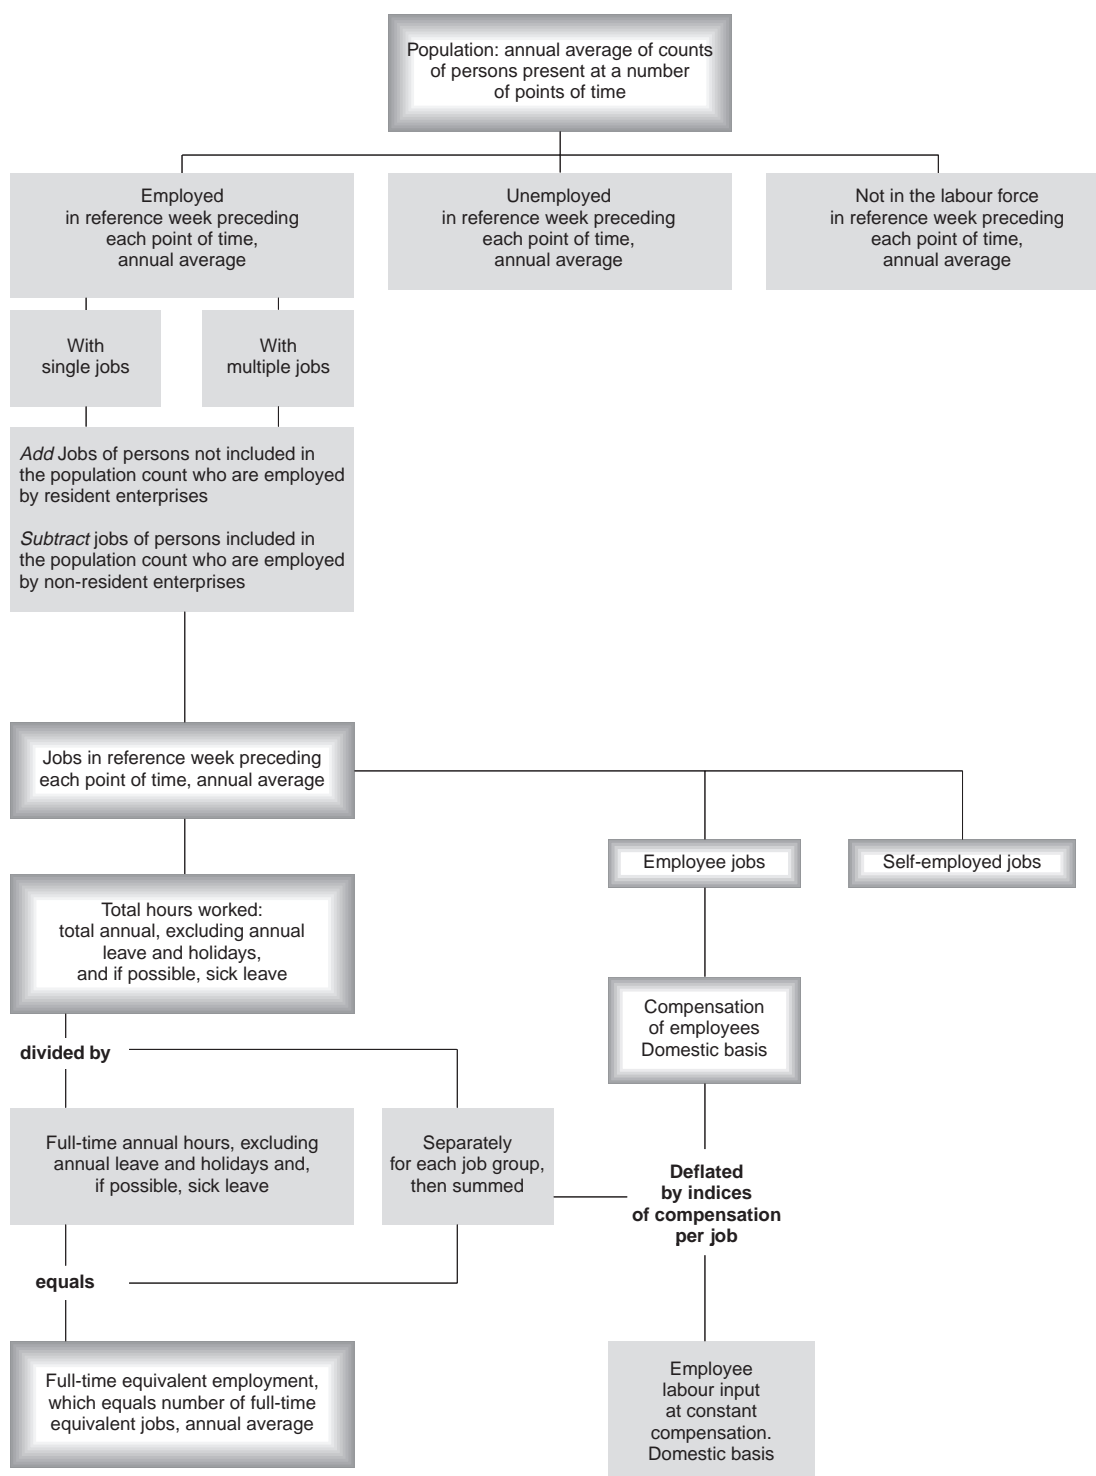 Population: annual average of counts
of persons present at a number
of points of time
Employed
in reference week preceding
each point of time,
annual average
Unemployed
in reference week preceding
each point of time,
annual average
Not in the labour force
in reference week preceding
each point of time,
annual average
With
single jobs
With
multiple jobs
Add Jobs of persons not included in
the population count who are employed
by resident enterprises
Subtract jobs of persons included in
the population count who are employed
by non-resident enterprises
Jobs in reference week preceding
each point of time, annual average
Employee jobs
Self-employed jobs
Total hours worked:
total annual, excluding annual
leave and holidays,
and if possible, sick leave
Compensation
of employees
Domestic basis
divided by
Full-time annual hours, excluding
annual leave and holidays and,
if possible, sick leave
Separately
for each job group,
then summed
Deflated
by indices
of compensation
per job
equals
Full-time equivalent employment,
which equals number of full-time
equivalent jobs, annual average
Employee
labour input
at constant
compensation.
Domestic basis